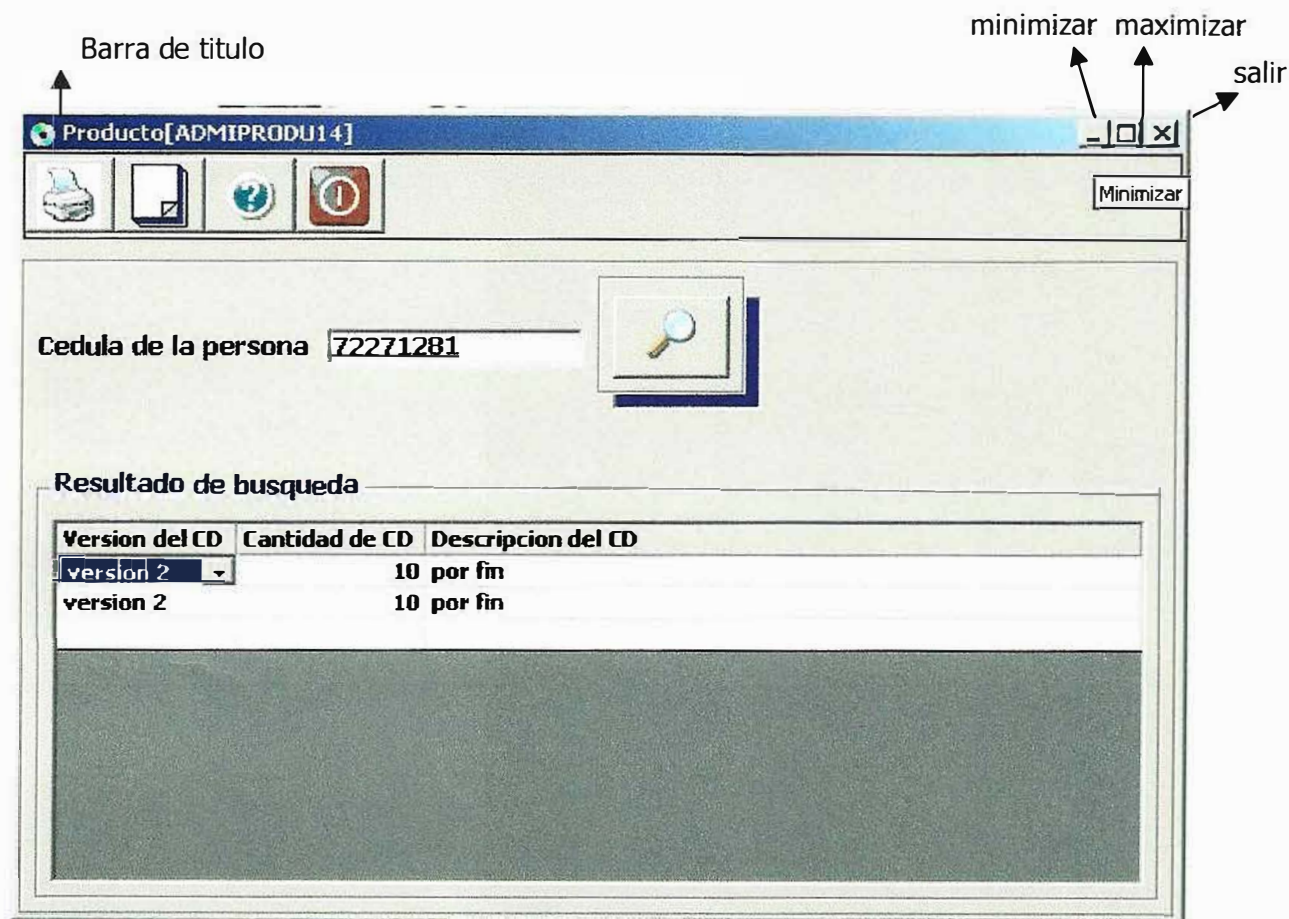 minimizar maximizar
Barra de titulo
salir
Producto[ADMIPRODU14]
Minimizar
Cedula de la persona 72271281
Resultado de busqueda
Version del CD Cantidad de CD Descripcion del CD
version 2 10 por fin
version 2 10 por fin